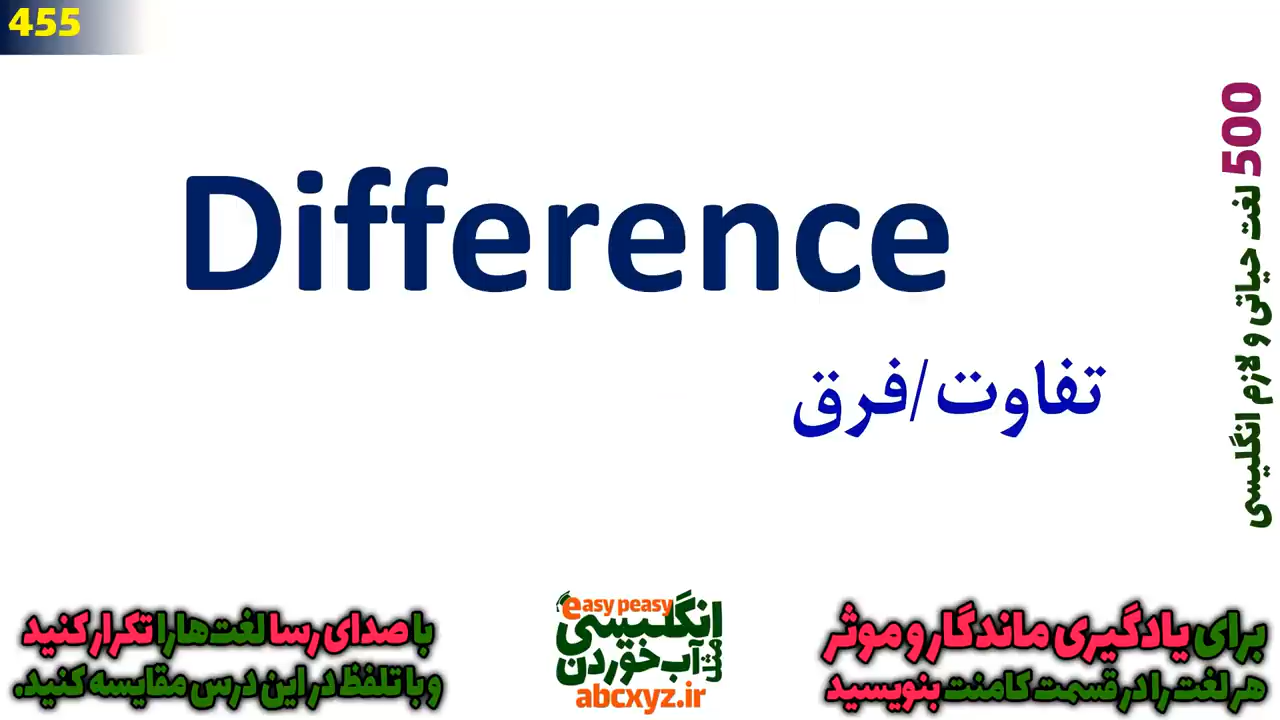 455
Difference
تفاوت/فرق
500 لغت حیاتی و لازم انگلیسی
برای یادگیری ماندگار و موثر
هر لغت را در قسمت کامنت بنویسید
easy peasy
انگلیسی
مثل آب خوردن
abcxyz.ir
با صدای رسا لغت‌ها را تکرار کنید
و با تلفظ در این درس مقایسه کنید.